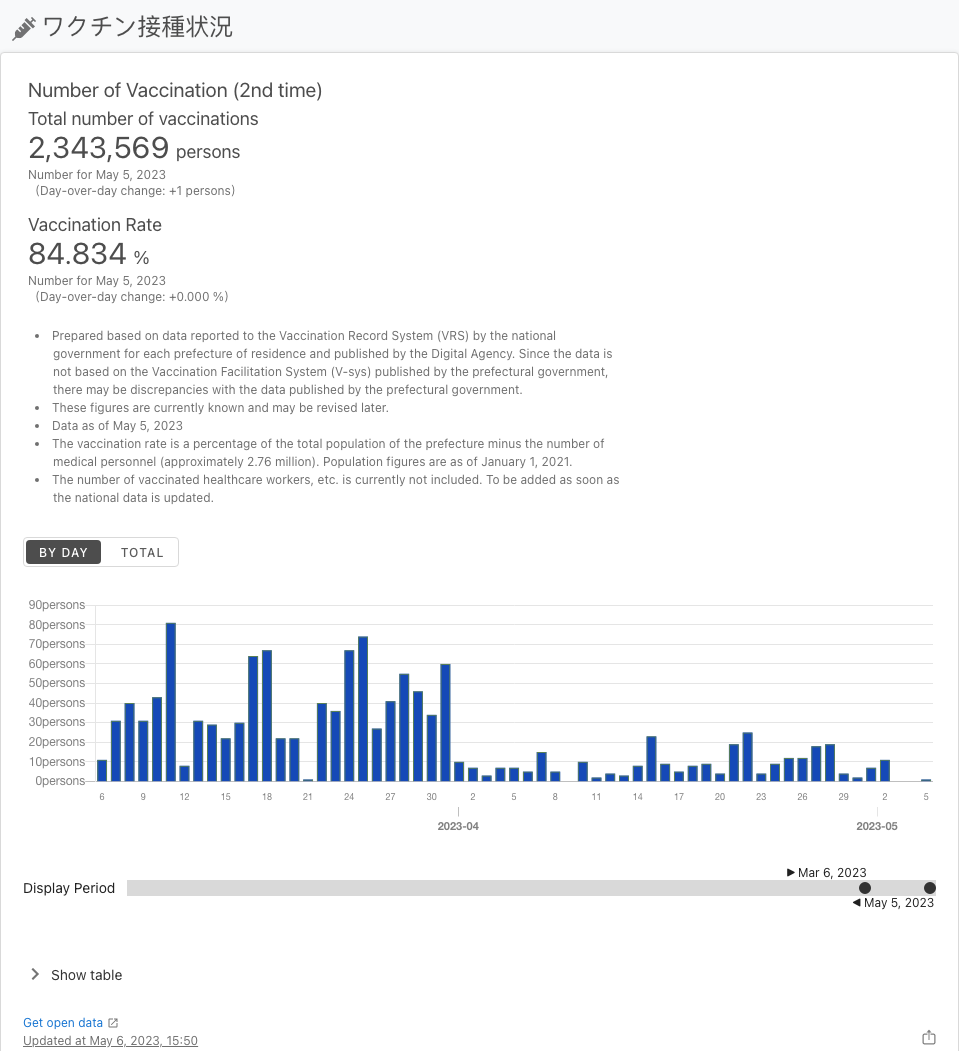 ワクチン接種状況
Number of Vaccination (2nd time)
Total number of vaccinations
2,343,569 persons
Number for May 5, 2023
(Day-over-day change: +1 persons)
Vaccination Rate
84.834 %
Number for May 5, 2023
(Day-over-day change: +0.000 %)
• Prepared based on data reported to the Vaccination Record System (VRS) by the national
government for each prefecture of residence and published by the Digital Agency. Since the data is
not based on the Vaccination Facilitation System (V-sys) published by the prefectural government,
there may be discrepancies with the data published by the prefectural government.
• These figures are currently known and may be revised later.
• Data as of May 5, 2023
• The vaccination rate is a percentage of the total population of the prefecture minus the number of
medical personnel (approximately 2.76 million). Population figures are as of January 1, 2021.
• The number of vaccinated healthcare workers, etc. is currently not included. To be added as soon as
the national data is updated.
BY DAY TOTAL
90persons
80persons
70persons
60persons
50persons
40persons
30persons
20persons
10persons
0persons
6 9 12 15 18 21 24 27 30 2 5 8 11 14 17 20 23 26 29 2 5
2023-04 2023-05
Mar 6, 2023
Display Period
May 5, 2023
Show table
Get open data
Updated at May 6, 2023, 15:50